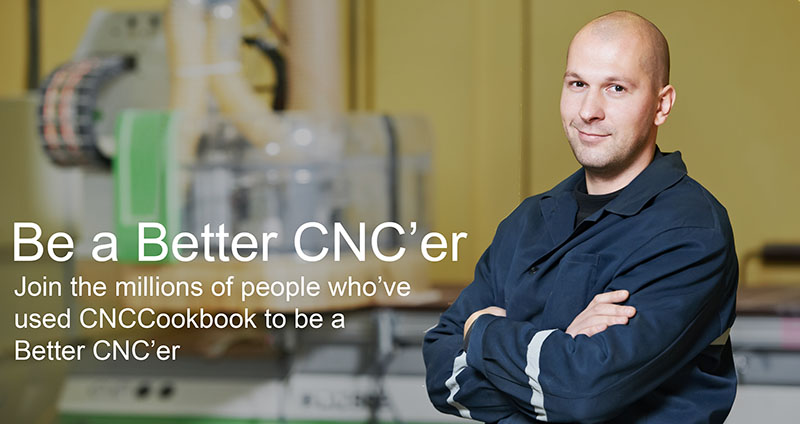 Be a Better CNC’er
Join the millions of people who’ve
used CNCCookbook to be a
Better CNC’er